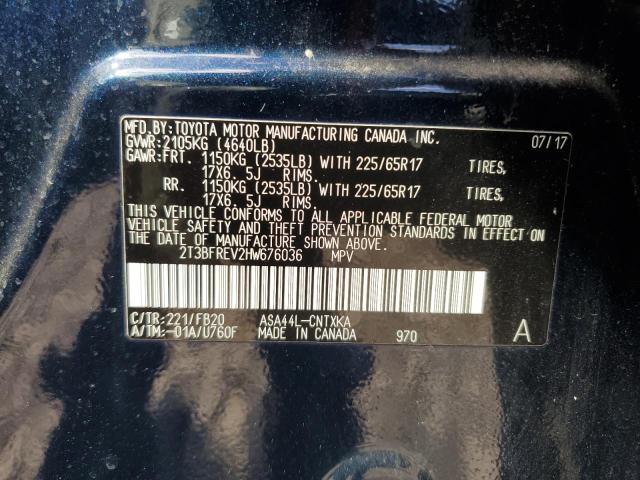 MFD.BY:TOYOTA MOTOR MANUFACTURING CANADA INC. 07/17
GVWR:2105KG (4640LB)
GAWR:FRT. 1150KG (2535LB) WITH 225/65R17 TIRES,
17X6. 5J RIMS.
RR. 1150KG (2535LB) WITH 225/65R17 TIRES,
17X6. 5J RIMS.
THIS VEHICLE CONFORMS TO ALL APPLICABLE FEDERAL MOTOR
VEHICLE SAFETY AND THEFT PREVENTION STANDARDS IN EFFECT ON
THE DATE OF MANUFACTURE SHOWN ABOVE.
2T3BFREV2HW676036 MPV
C/TR:221/FB20 ASA44L-CNTXKA
A/TM:-01A/U760F MADE IN CANADA 970 A